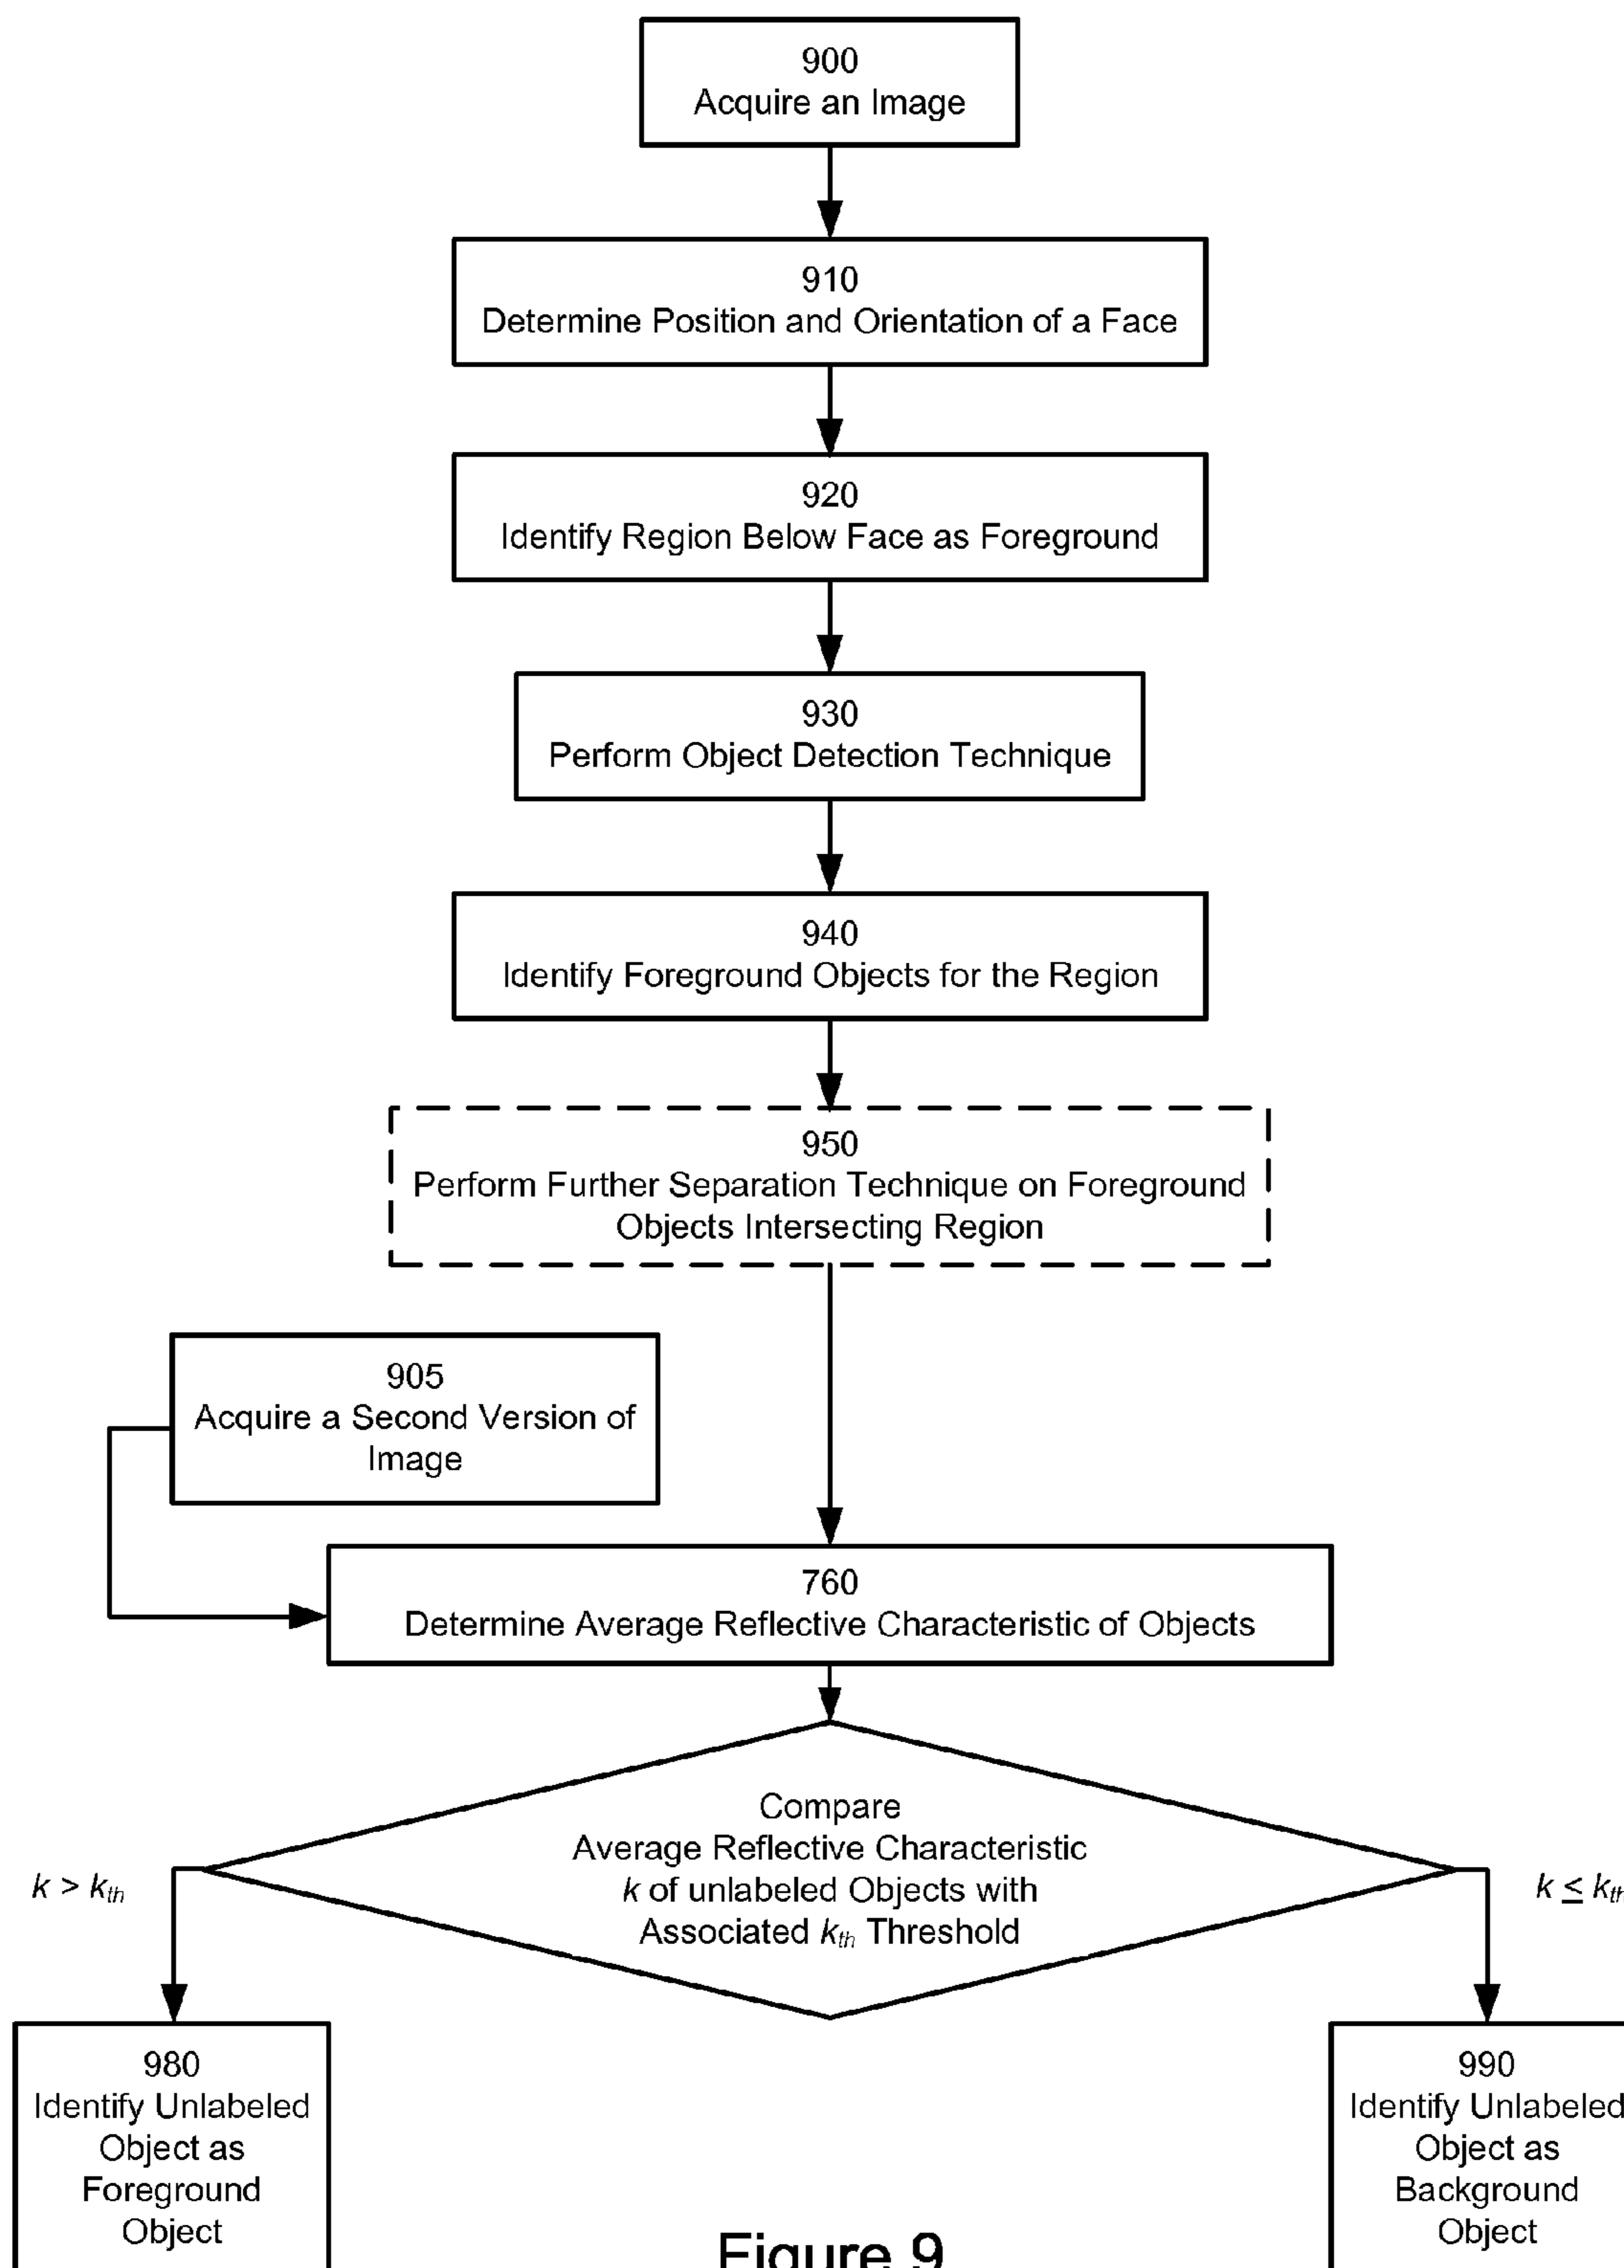 900
Acquire an Image
910
Determine Position and Orientation of a Face
920
Identify Region Below Face as Foreground
930
Perform Object Detection Technique
940
Identify Foreground Objects for the Region
950
Perform Further Separation Technique on Foreground
Objects Intersecting Region
905
Acquire a Second Version of
Image
760
Determine Average Reflective Characteristic of Objects
Compare
Average Reflective Characteristic
k of unlabeled Objects with
Associated kth Threshold
k > kth
k ≤ kth
980
Identify Unlabeled
Object as
Foreground
Object
990
Identify Unlabeled
Object as
Background
Object
Figure 9